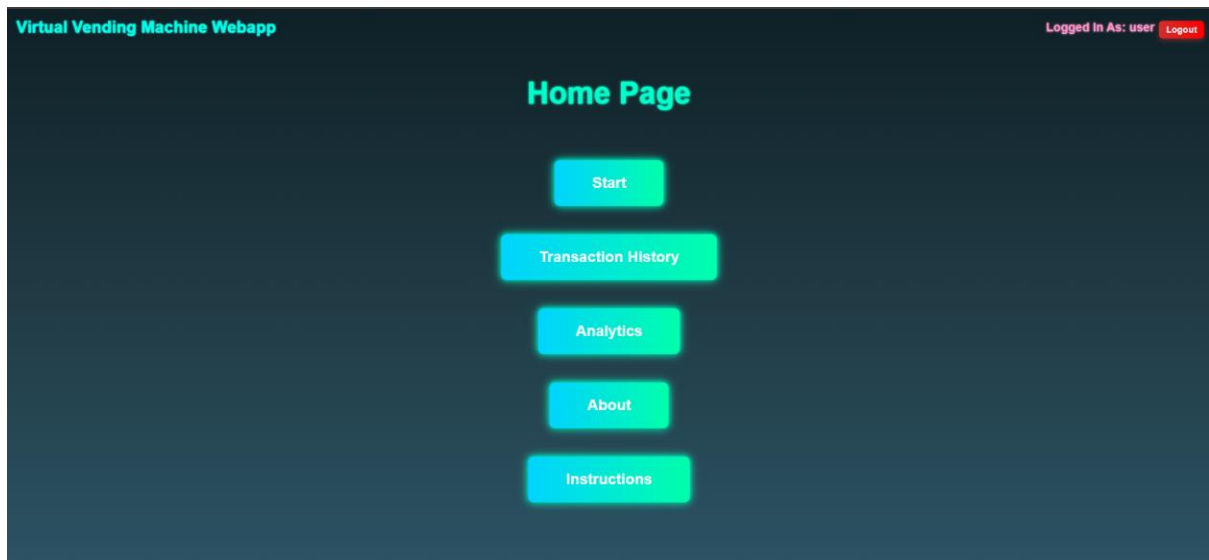 Virtual Vending Machine Webapp
Logged In As: user Logout
Home Page
Start
Transaction History
Analytics
About
Instructions